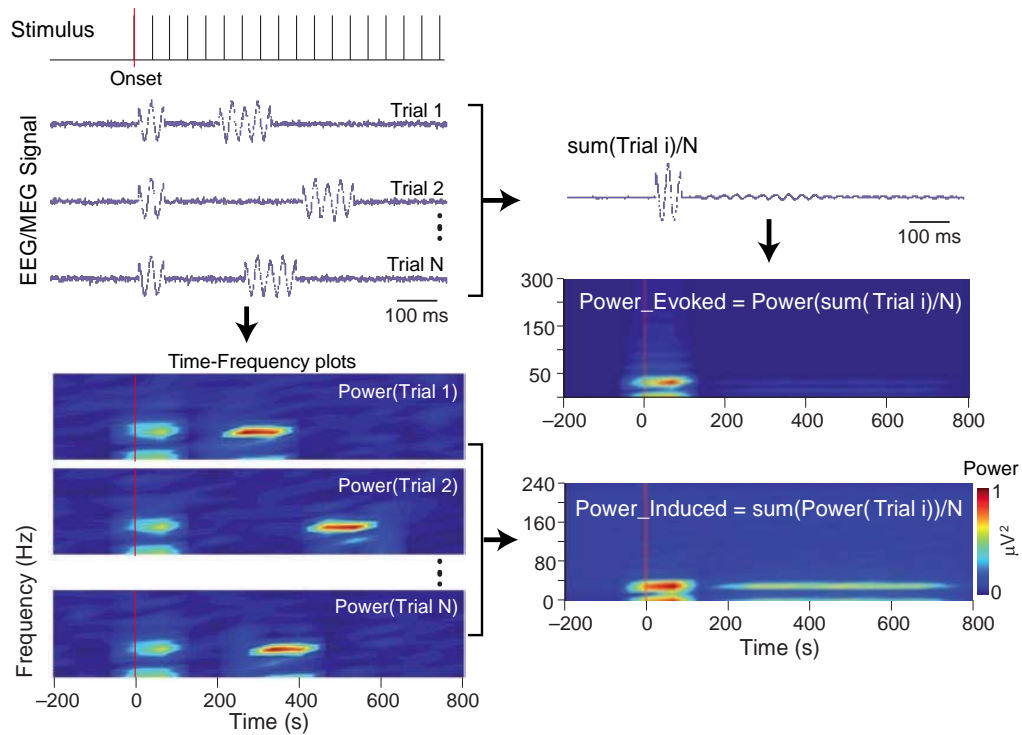 Stimulus
Onset
EEG/MEG Signal
Trial 1
Trial 2
Trial N
100 ms
sum(Trial i)/N
100 ms
Time-Frequency plots
Power(Trial 1)
Power(Trial 2)
Power(Trial N)
Frequency (Hz)
−200 0 200 400 600 800
Time (s)
300
150
50
Power_Evoked = Power(sum( Trial i)/N)
−200 0 200 400 600 800
240
160
80
0
Power_Induced = sum(Power( Trial i))/N
−200 0 200 400 600 800
Time (s)
Power
1
0
μV²